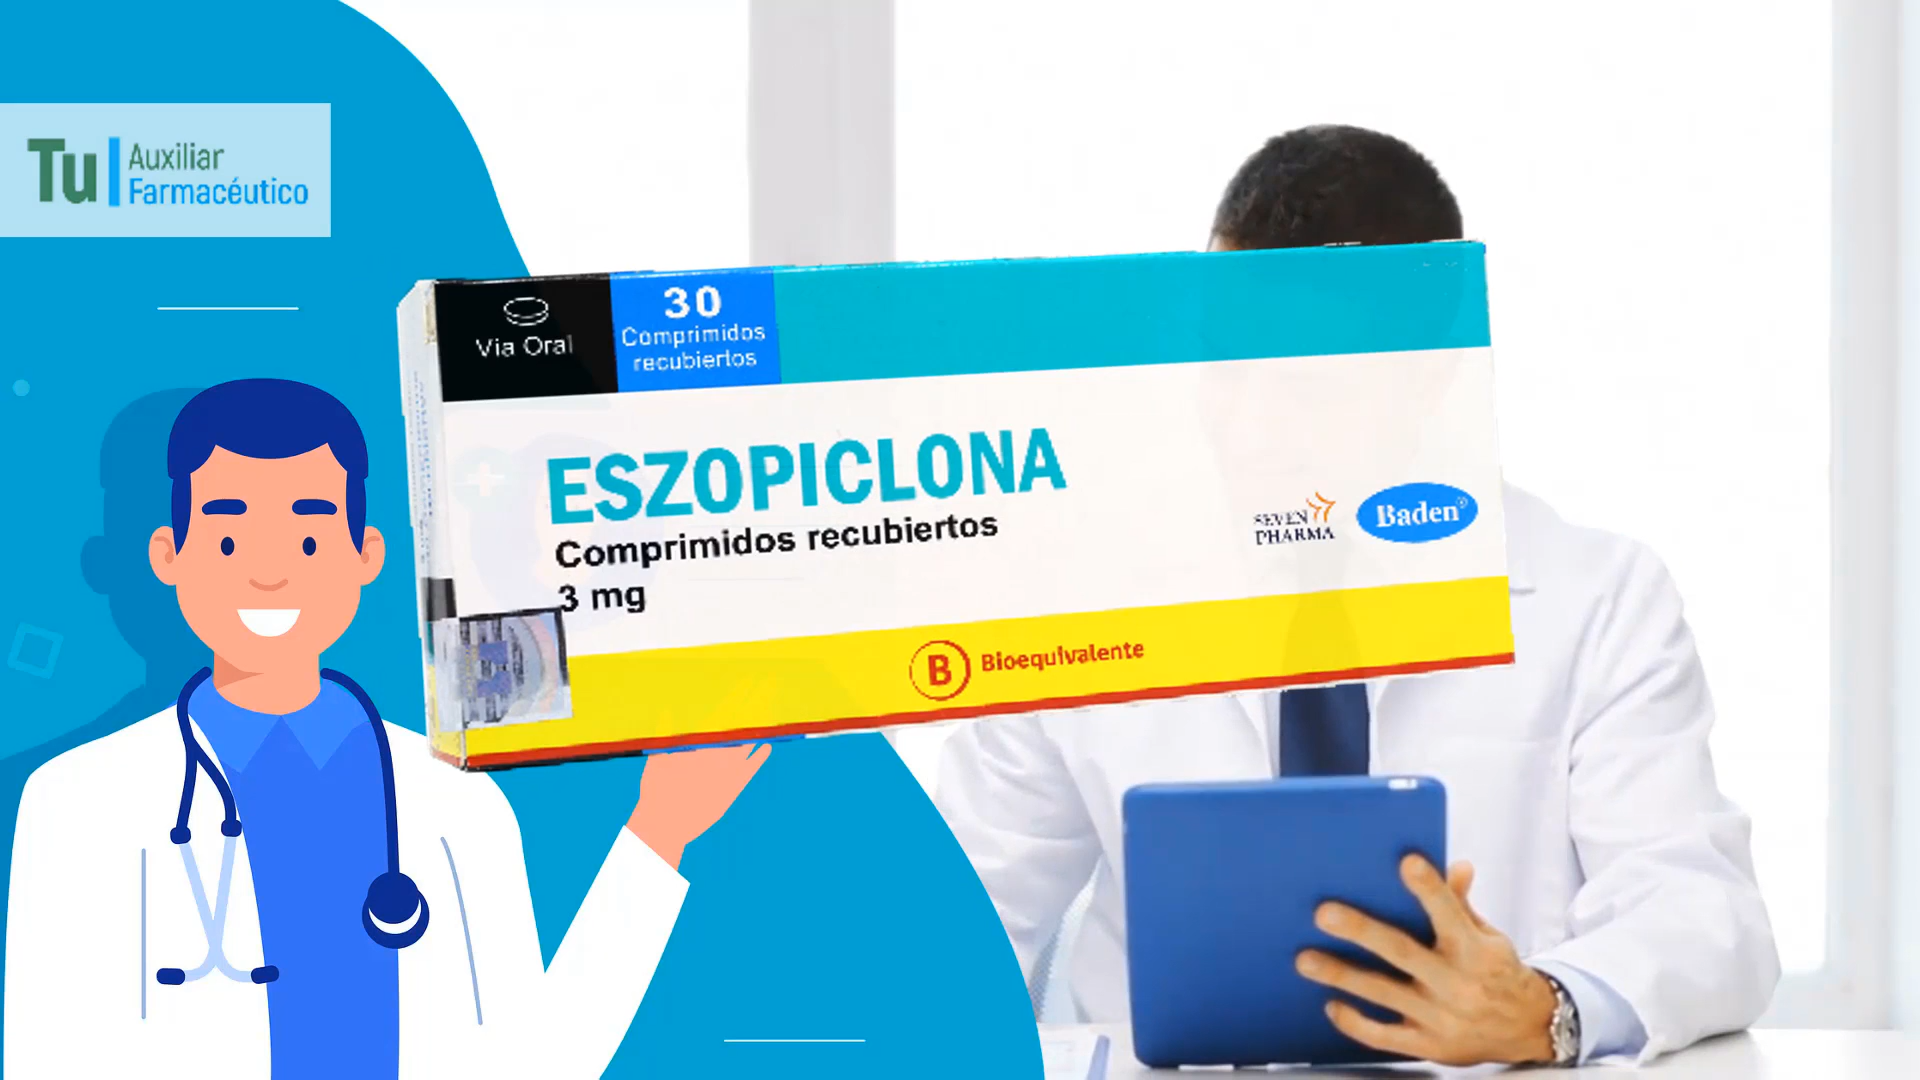 Tu Auxiliar
Farmacéutico
Via Oral
30
Comprimidos
recubiertos
ESZOPICLONA
Comprimidos recubiertos
3 mg
SEVEN
PHARMA
Baden®
B Bioequivalente